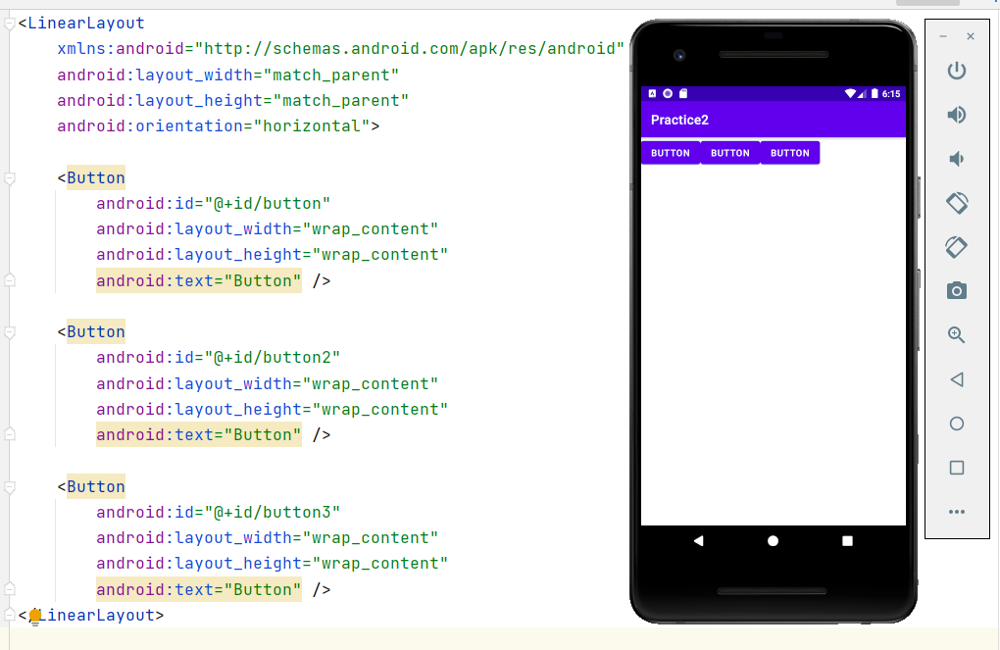 <LinearLayout
    xmlns:android="http://schemas.android.com/apk/res/android"
    android:layout_width="match_parent"
    android:layout_height="match_parent"
    android:orientation="horizontal">

    <Button
        android:id="@+id/button"
        android:layout_width="wrap_content"
        android:layout_height="wrap_content"
        android:text="Button" />

    <Button
        android:id="@+id/button2"
        android:layout_width="wrap_content"
        android:layout_height="wrap_content"
        android:text="Button" />

    <Button
        android:id="@+id/button3"
        android:layout_width="wrap_content"
        android:layout_height="wrap_content"
        android:text="Button" />
</LinearLayout>
6:15
Practice2
BUTTON BUTTON BUTTON